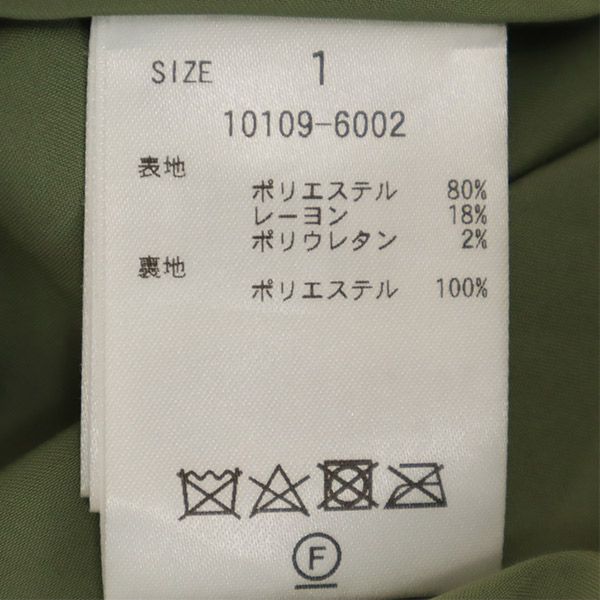 SIZE 1
10109-6002
表地
ポリエステル 80%
レーヨン 18%
ポリウレタン 2%
裏地
ポリエステル 100%
F